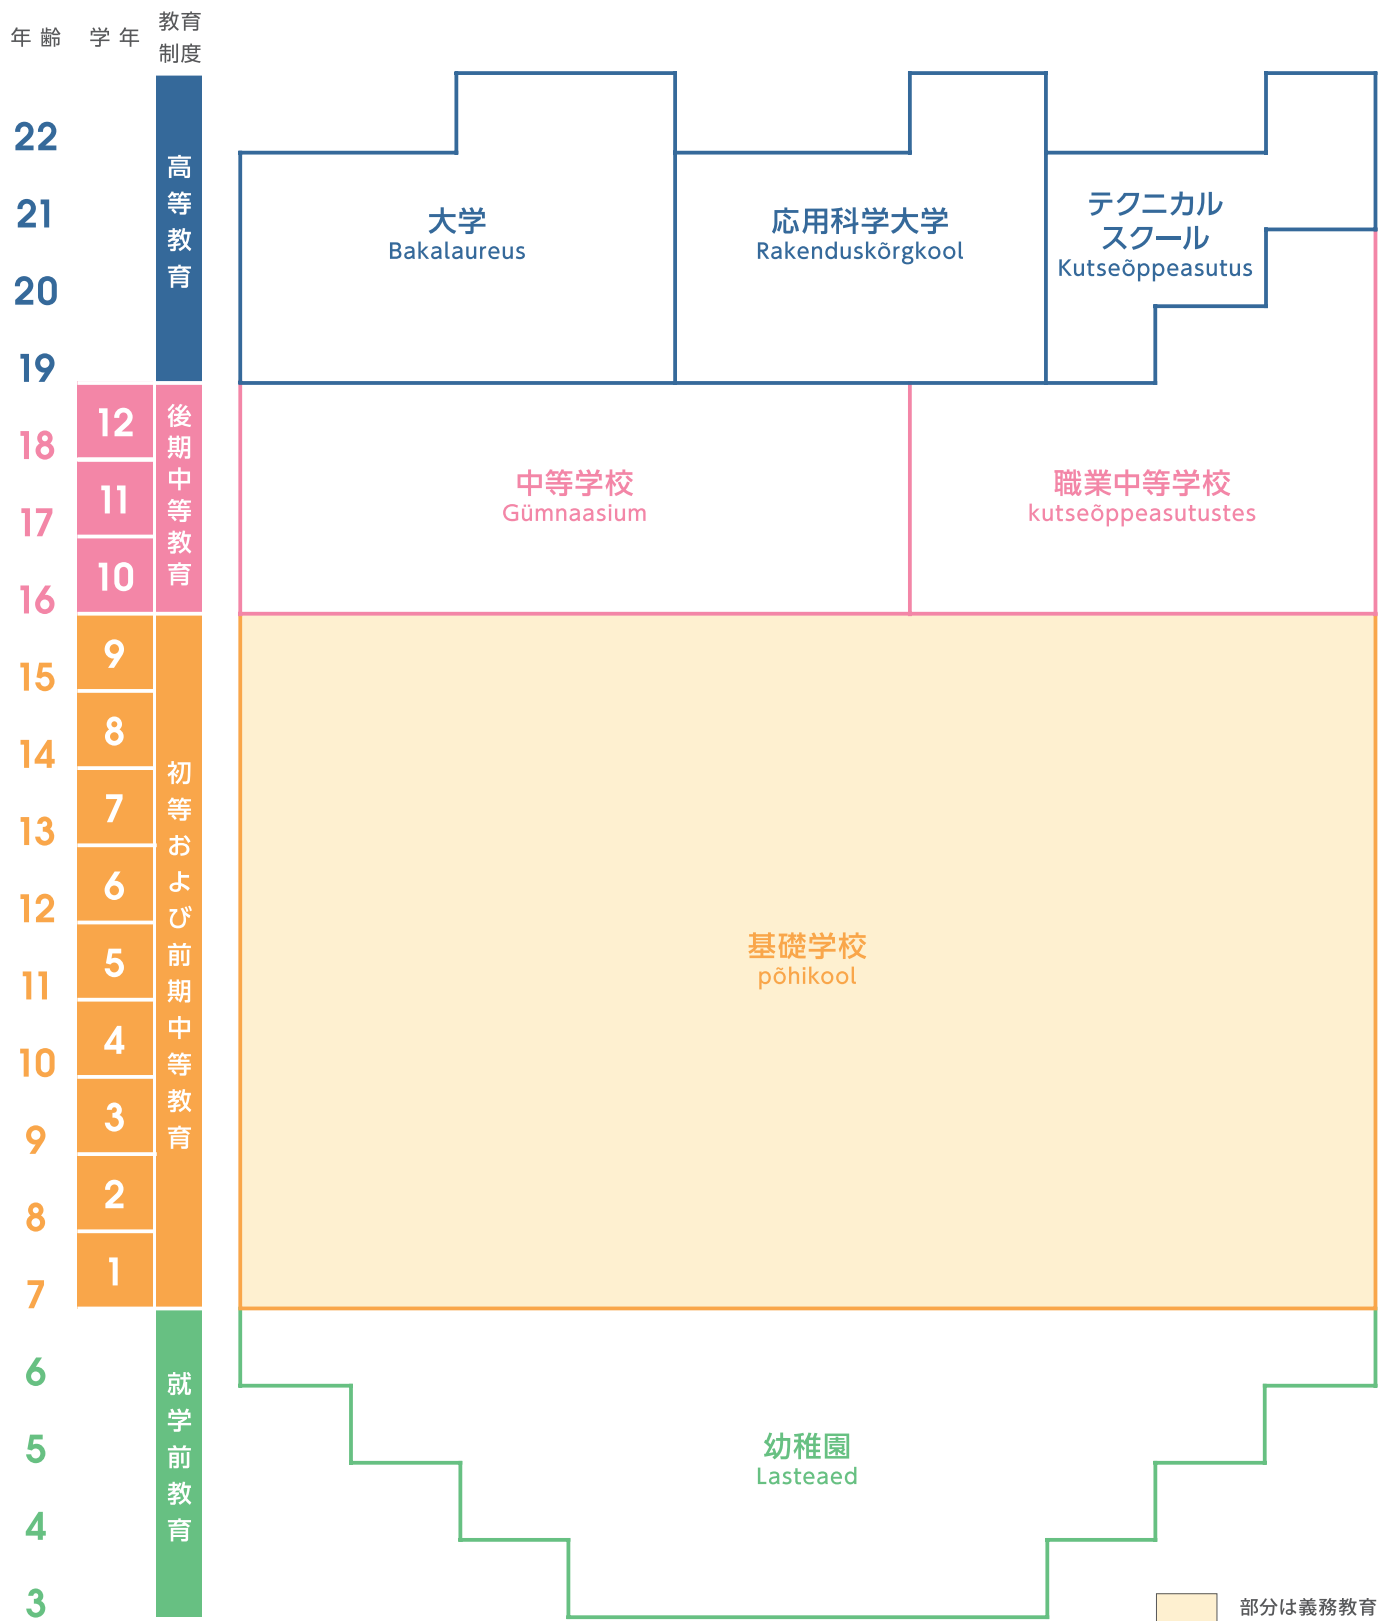 年齢
学年
教育
制度
22
21
20
19
18
17
16
15
14
13
12
11
10
9
8
7
6
5
4
3
12
11
10
9
8
7
6
5
4
3
2
1
高等教育
後期中等教育
初等および前期中等教育
就学前教育
大学
Bakalaureus
応用科学大学
Rakenduskõrgkool
テクニカル
スクール
Kutseõppeasutus
中等学校
Gümnaasium
職業中等学校
kutseõppeasutustes
基礎学校
põhikool
幼稚園
Lasteaed
部分は義務教育